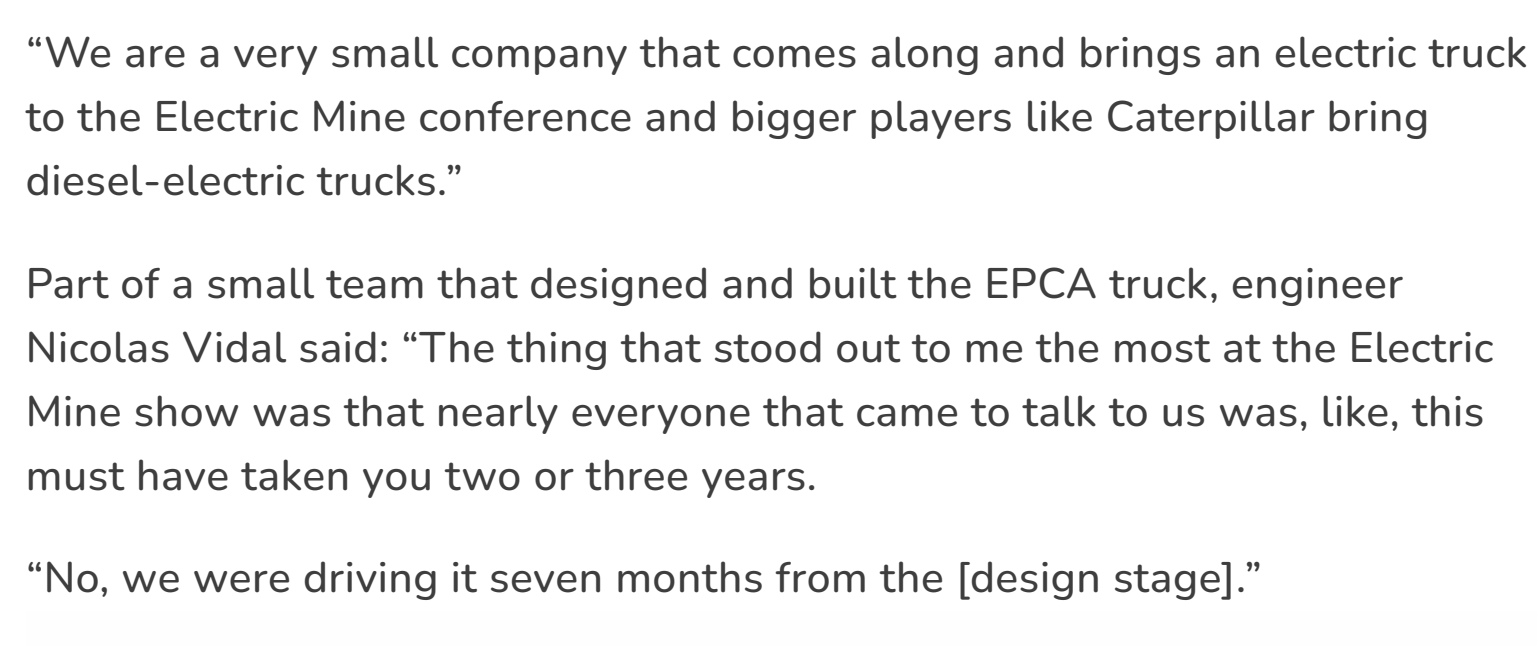 “We are a very small company that comes along and brings an electric truck
to the Electric Mine conference and bigger players like Caterpillar bring
diesel-electric trucks.”
Part of a small team that designed and built the EPCA truck, engineer
Nicolas Vidal said: “The thing that stood out to me the most at the Electric
Mine show was that nearly everyone that came to talk to us was, like, this
must have taken you two or three years.
“No, we were driving it seven months from the [design stage].”